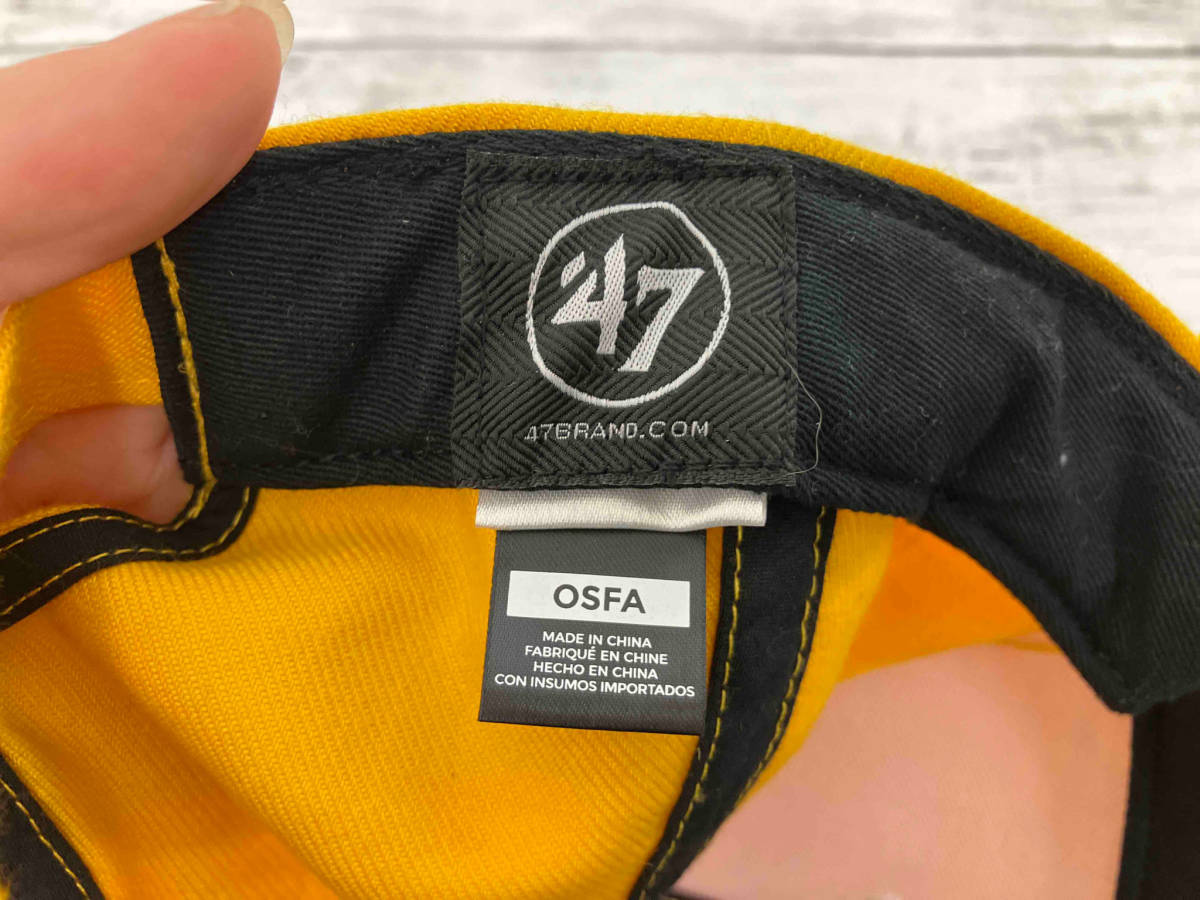 '47
47BRAND.COM
OSFA
MADE IN CHINA
FABRIQUÉ EN CHINE
HECHO EN CHINA
CON INSUMOS IMPORTADOS